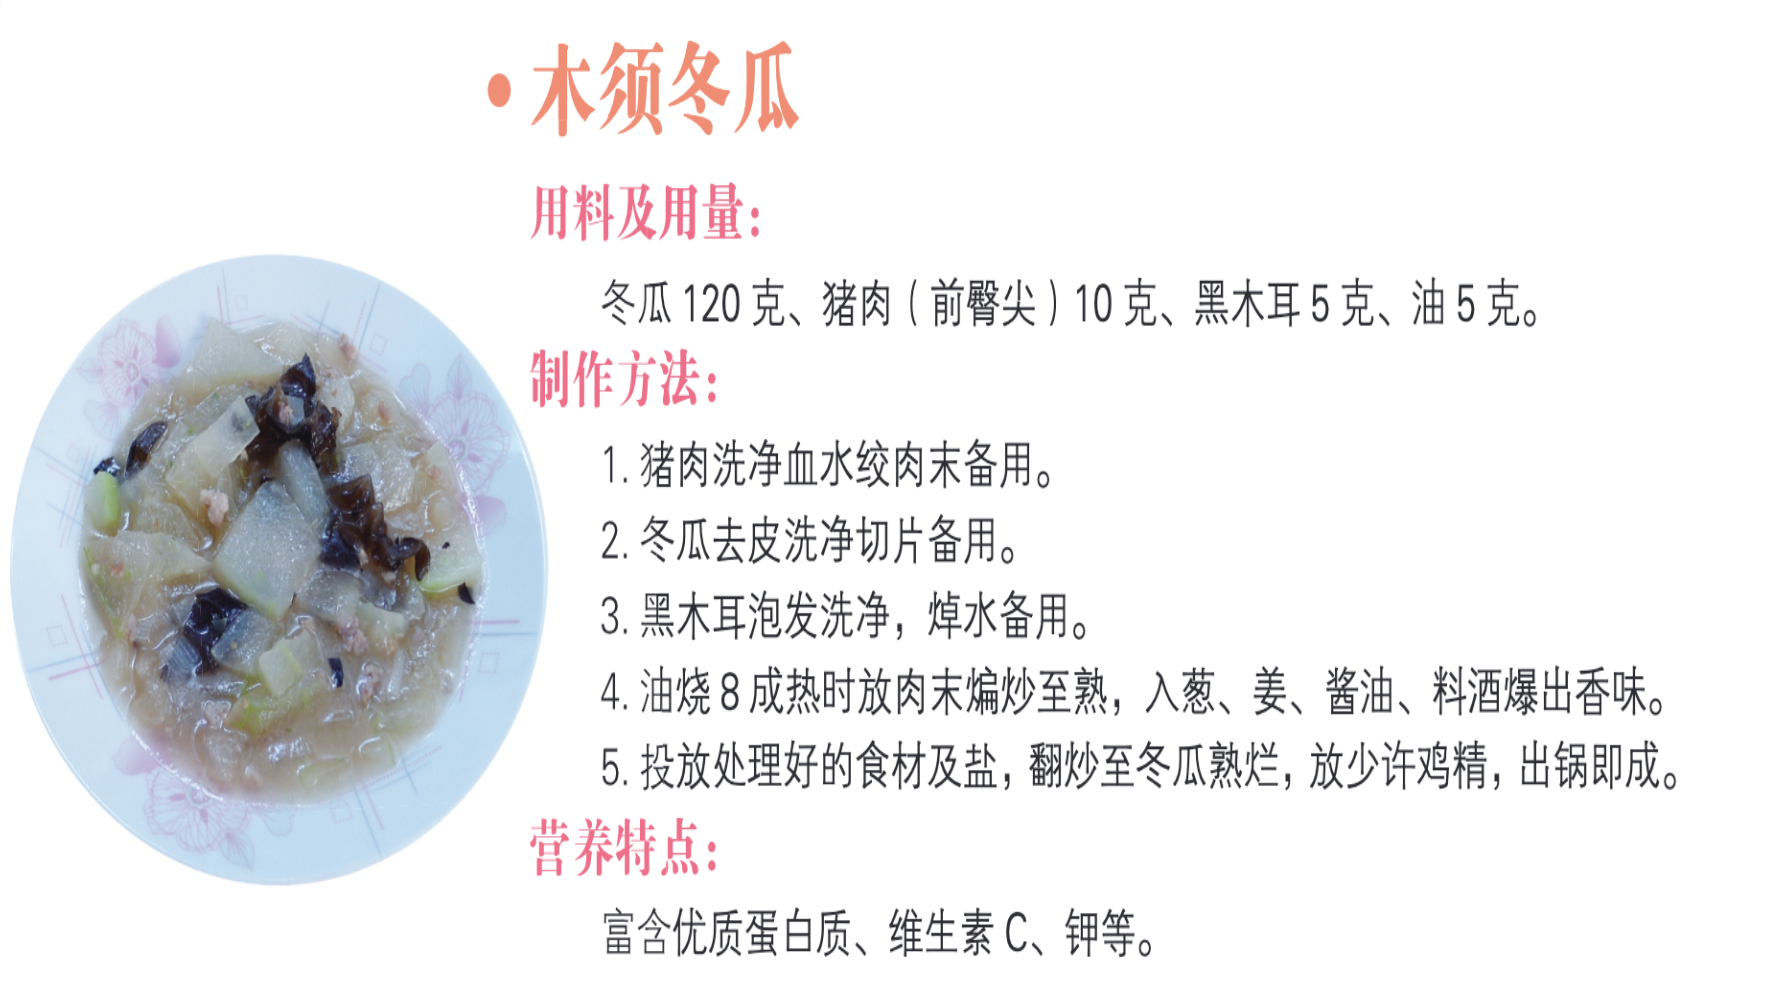 •木须冬瓜
用料及用量：
冬瓜 120 克、猪肉（前臀尖）10 克、黑木耳 5 克、油 5 克。
制作方法：
1. 猪肉洗净血水绞肉末备用。
2. 冬瓜去皮洗净切片备用。
3. 黑木耳泡发洗净，焯水备用。
4. 油烧 8 成热时放肉末煸炒至熟，入葱、姜、酱油、料酒爆出香味。
5. 投放处理好的食材及盐，翻炒至冬瓜熟烂，放少许鸡精，出锅即成。
营养特点：
富含优质蛋白质、维生素 C、钾等。